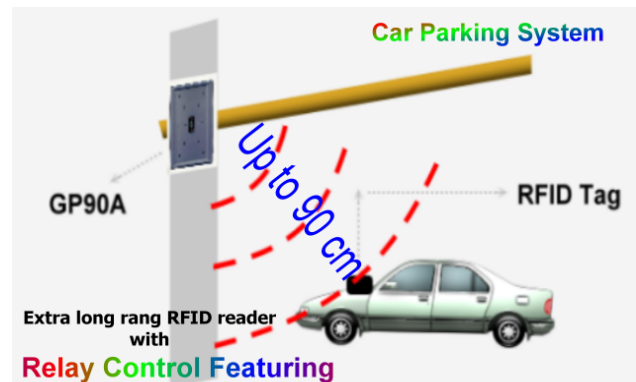 Car Parking System
Up to 90 cm
GP90A
RFID Tag
Extra long rang RFID reader
with
Relay Control Featuring